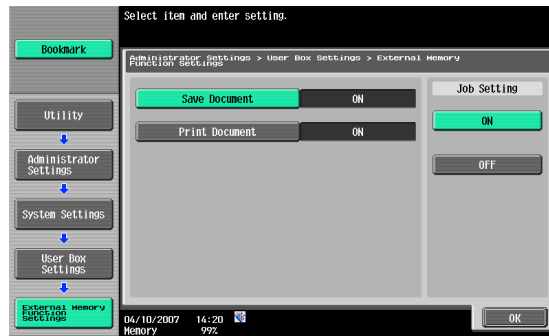 Select item and enter setting.
Bookmark
Administrator Settings > User Box Settings > External Memory
Function Settings
Save Document ON
Print Document ON
Job Setting
ON
OFF
Utility
Administrator
Settings
System Settings
User Box
Settings
External Memory
Function
Settings
04/10/2007 14:20
Memory 99%
OK